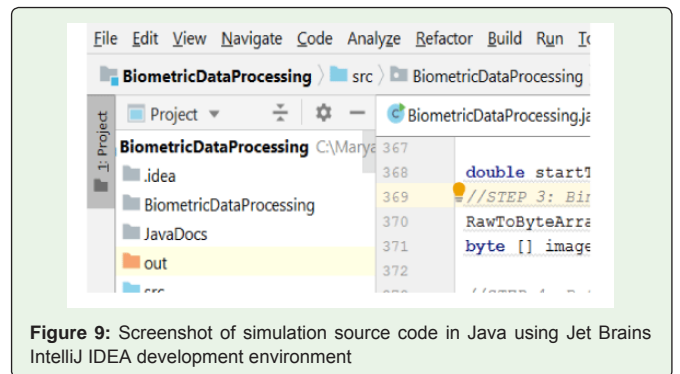 File Edit View Navigate Code Analyze Refactor Build Run
BiometricDataProcessing src BiometricDataProcessing
1: Project
Project
BiometricDataProcessing C:\Marya
.idea
BiometricDataProcessing
JavaDocs
out
src
BiometricDataProcessing.ja
367
368 double startT
369 //STEP 3: Bin
370 RawToByteArra
371 byte [] image
372
Figure 9: Screenshot of simulation source code in Java using Jet Brains
IntelliJ IDEA development environment